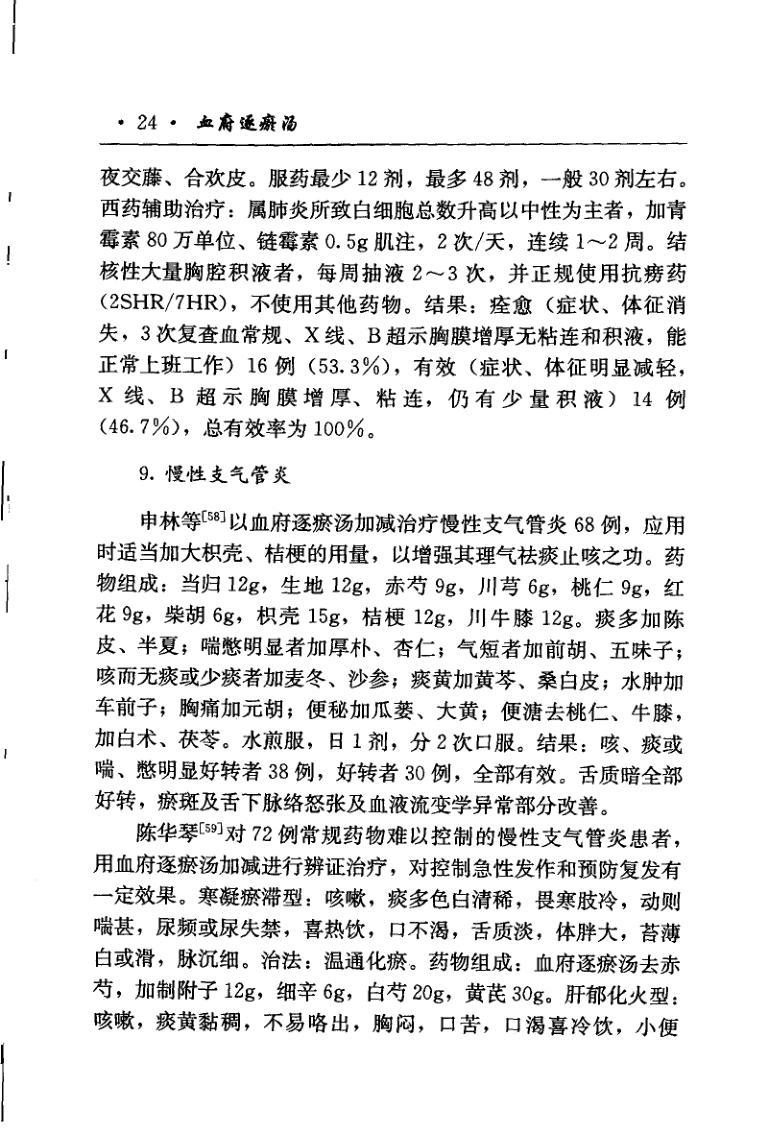 · 24 · 血府逐瘀汤
夜交藤、合欢皮。服药最少 12 剂，最多 48 剂，一般 30 剂左右。
西药辅助治疗：属肺炎所致白细胞总数升高以中性为主者，加青
霉素 80 万单位、链霉素 0.5g 肌注，2 次/天，连续 1～2 周。结
核性大量胸腔积液者，每周抽液 2～3 次，并正规使用抗痨药
（2SHR/7HR），不使用其他药物。结果：痊愈（症状、体征消
失，3 次复查血常规、X 线、B 超示胸膜增厚无粘连和积液，能
正常上班工作）16 例（53.3%），有效（症状、体征明显减轻，
X 线、B 超示胸膜增厚、粘连，仍有少量积液）14 例
（46.7%），总有效率为 100%。
9. 慢性支气管炎
申林等[58]以血府逐瘀汤加减治疗慢性支气管炎 68 例，应用
时适当加大枳壳、桔梗的用量，以增强其理气祛痰止咳之功。药
物组成：当归 12g，生地 12g，赤芍 9g，川芎 6g，桃仁 9g，红
花 9g，柴胡 6g，枳壳 15g，桔梗 12g，川牛膝 12g。痰多加陈
皮、半夏；喘憋明显者加厚朴、杏仁；气短者加前胡、五味子；
咳而无痰或少痰者加麦冬、沙参；痰黄加黄芩、桑白皮；水肿加
车前子；胸痛加元胡；便秘加瓜蒌、大黄；便溏去桃仁、牛膝，
加白术、茯苓。水煎服，日 1 剂，分 2 次口服。结果：咳、痰或
喘、憋明显好转者 38 例，好转者 30 例，全部有效。舌质暗全部
好转，瘀斑及舌下脉络怒张及血液流变学异常部分改善。
陈华琴[59]对 72 例常规药物难以控制的慢性支气管炎患者，
用血府逐瘀汤加减进行辨证治疗，对控制急性发作和预防复发有
一定效果。寒凝瘀滞型：咳嗽，痰多色白清稀，畏寒肢冷，动则
喘甚，尿频或尿失禁，喜热饮，口不渴，舌质淡，体胖大，苔薄
白或滑，脉沉细。治法：温通化瘀。药物组成：血府逐瘀汤去赤
芍，加制附子 12g，细辛 6g，白芍 20g，黄芪 30g。肝郁化火型：
咳嗽，痰黄黏稠，不易咯出，胸闷，口苦，口渴喜冷饮，小便